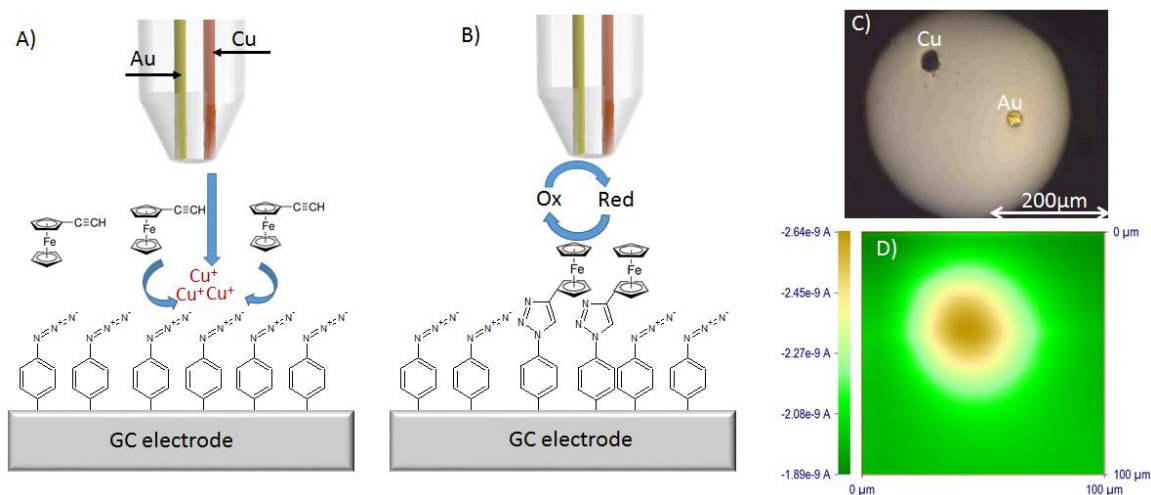 A)
Au
Cu
C≡CH
C≡CH
C≡CH
Fe
Fe
Fe
Cu⁺
Cu⁺Cu⁺
N=N⁺=N⁻
N=N⁺=N⁻
N=N⁺=N⁻
N=N⁺=N⁻
N=N⁺=N⁻
N=N⁺=N⁻
GC electrode
B)
Ox Red
Fe
Fe
N
N
N
N
N
N
N=N⁺=N⁻
N=N⁺=N⁻
N=N⁺=N⁻
N=N⁺=N⁻
GC electrode
C)
Cu
Au
200µm
D)
-2.64e-9 A
-2.45e-9 A
-2.27e-9 A
-2.08e-9 A
-1.89e-9 A
0 µm
100 µm
0 µm
100 µm